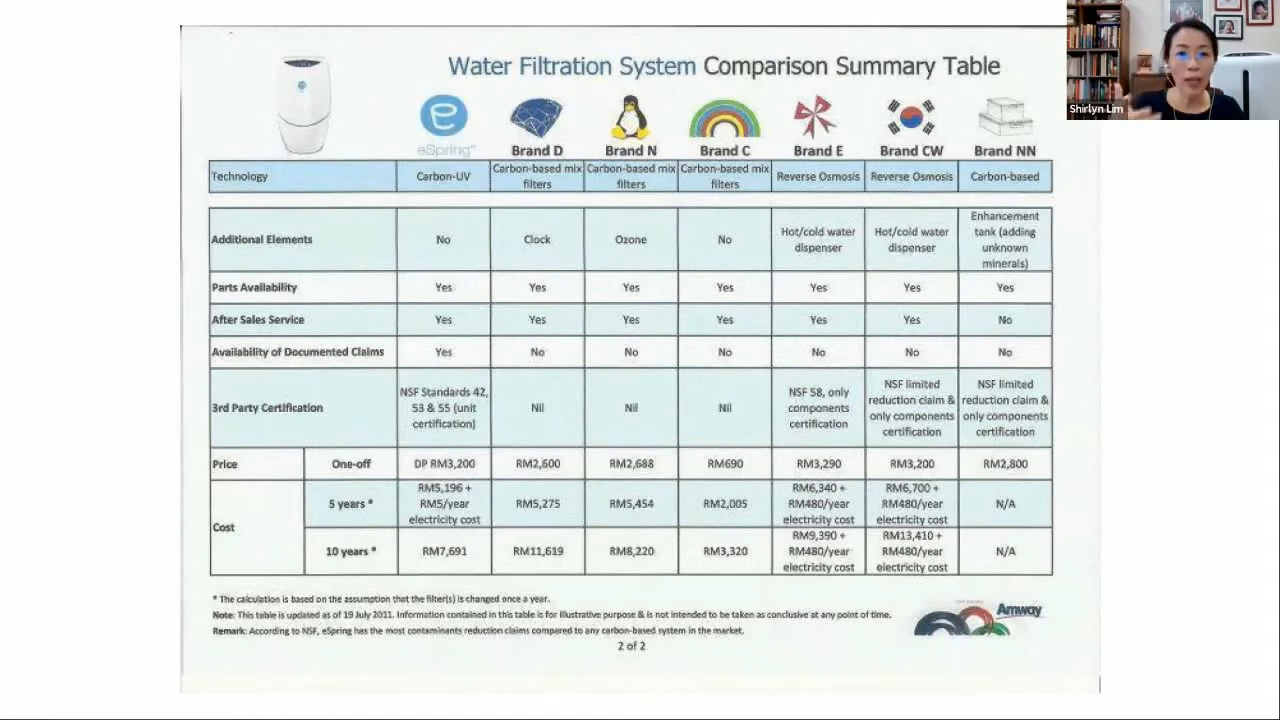 Shirlyn Lim
Water Filtration System Comparison Summary Table
eSpring™ Brand D Brand N Brand C Brand E Brand CW Brand NN
Technology Carbon-UV Carbon-based mix filters Carbon-based mix filters Carbon-based mix filters Reverse Osmosis Reverse Osmosis Carbon-based
Additional Elements No Clock Ozone No Hot/cold water dispenser Hot/cold water dispenser Enhancement tank (adding unknown minerals)
Parts Availability Yes Yes Yes Yes Yes Yes Yes
After Sales Service Yes Yes Yes Yes Yes Yes No
Availability of Documented Claims Yes No No No No No No
3rd Party Certification NSF Standards 42, 53 & 55 (unit certification) Nil Nil Nil NSF 58, only components certification NSF limited reduction claim & only components certification NSF limited reduction claim & only components certification
Price One-off DP RM3,200 RM2,600 RM2,688 RM690 RM3,290 RM3,200 RM2,800
Cost 5 years * RM5,196 + RM5/year electricity cost RM5,275 RM5,454 RM2,005 RM6,340 + RM480/year electricity cost RM6,700 + RM480/year electricity cost N/A
10 years * RM7,691 RM11,619 RM8,220 RM3,320 RM9,390 + RM480/year electricity cost RM13,410 + RM480/year electricity cost N/A
* The calculation is based on the assumption that the filter(s) is changed once a year.
Note: This table is updated as of 19 July 2011. Information contained in this table is for illustrative purpose & is not intended to be taken as conclusive at any point of time.
Remark: According to NSF, eSpring has the most contaminants reduction claims compared to any carbon-based system in the market.
Amway
2 of 2